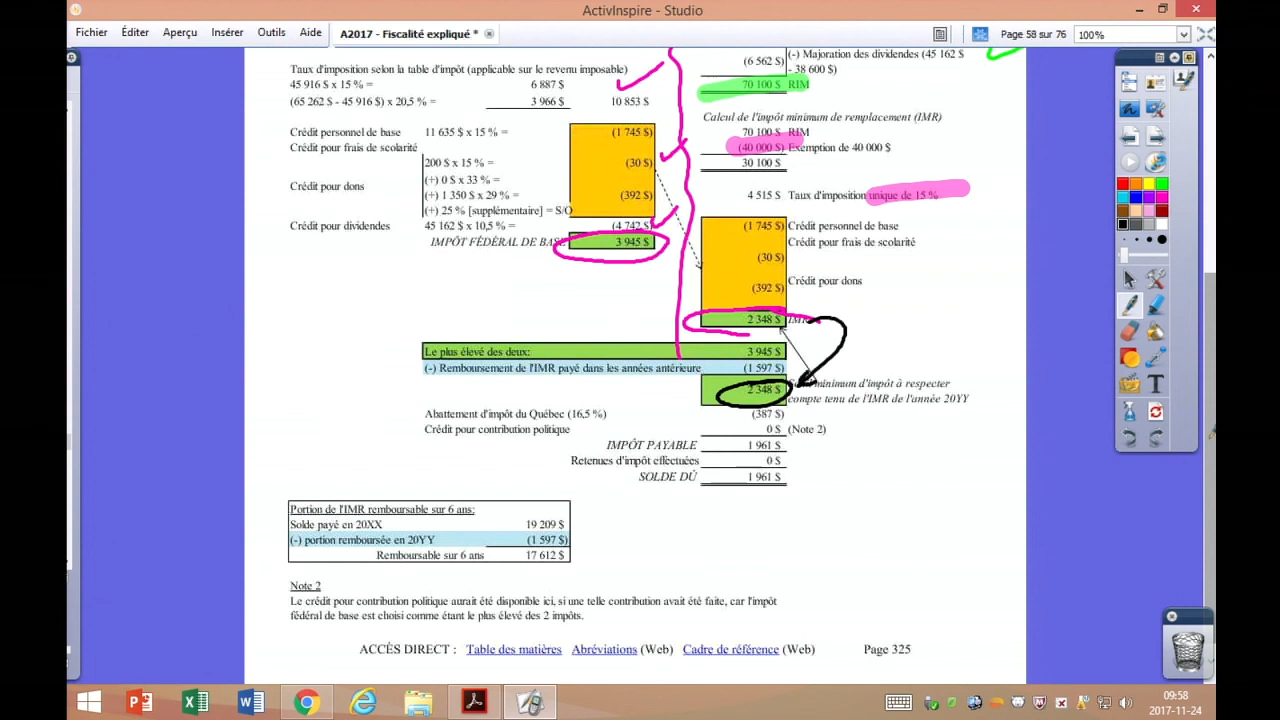 ActivInspire - Studio
Fichier Éditer Aperçu Insérer Outils Aide A2017 - Fiscalité expliqué * Page 58 sur 76 100%
Taux d'imposition selon la table d'impôt (applicable sur le revenu imposable)
45 916 $ x 15 % = 6 887 $
(65 262 $ - 45 916 $) x 20,5 % = 3 966 $ 10 853 $
Crédit personnel de base 11 635 $ x 15 % = (1 745 $)
Crédit pour frais de scolarité
200 $ x 15 % = (30 $)
Crédit pour dons
(+) 0 $ x 33 % =
(+) 1 350 $ x 29 % = (392 $)
(+) 25 % [supplémentaire] = S/O
Crédit pour dividendes 45 162 $ x 10,5 % = (4 742 $)
IMPÔT FÉDÉRAL DE BASE 3 945 $
(6 562 $) (-) Majoration des dividendes (45 162 $
- 38 600 $)
70 100 $ RIM
Calcul de l'impôt minimum de remplacement (IMR)
70 100 $ RIM
(40 000 $) Exemption de 40 000 $
30 100 $
4 515 $ Taux d'imposition unique de 15 %
(1 745 $) Crédit personnel de base
Crédit pour frais de scolarité
(30 $)
Crédit pour dons
(392 $)
2 348 $ IMR
Le plus élevé des deux: 3 945 $
(-) Remboursement de l'IMR payé dans les années antérieure (1 597 $)
2 348 $ minimum d'impôt à respecter
compte tenu de l'IMR de l'année 20YY
Abattement d'impôt du Québec (16,5 %) (387 $)
Crédit pour contribution politique 0 $ (Note 2)
IMPÔT PAYABLE 1 961 $
Retenues d'impôt effectuées 0 $
SOLDE DÛ 1 961 $
Portion de l'IMR remboursable sur 6 ans:
Solde payé en 20XX 19 209 $
(-) portion remboursée en 20YY (1 597 $)
Remboursable sur 6 ans 17 612 $
Note 2
Le crédit pour contribution politique aurait été disponible ici, si une telle contribution avait été faite, car l'impôt
fédéral de base est choisi comme étant le plus élevé des 2 impôts.
ACCÈS DIRECT : Table des matières Abréviations (Web) Cadre de référence (Web) Page 325
09:58
2017-11-24